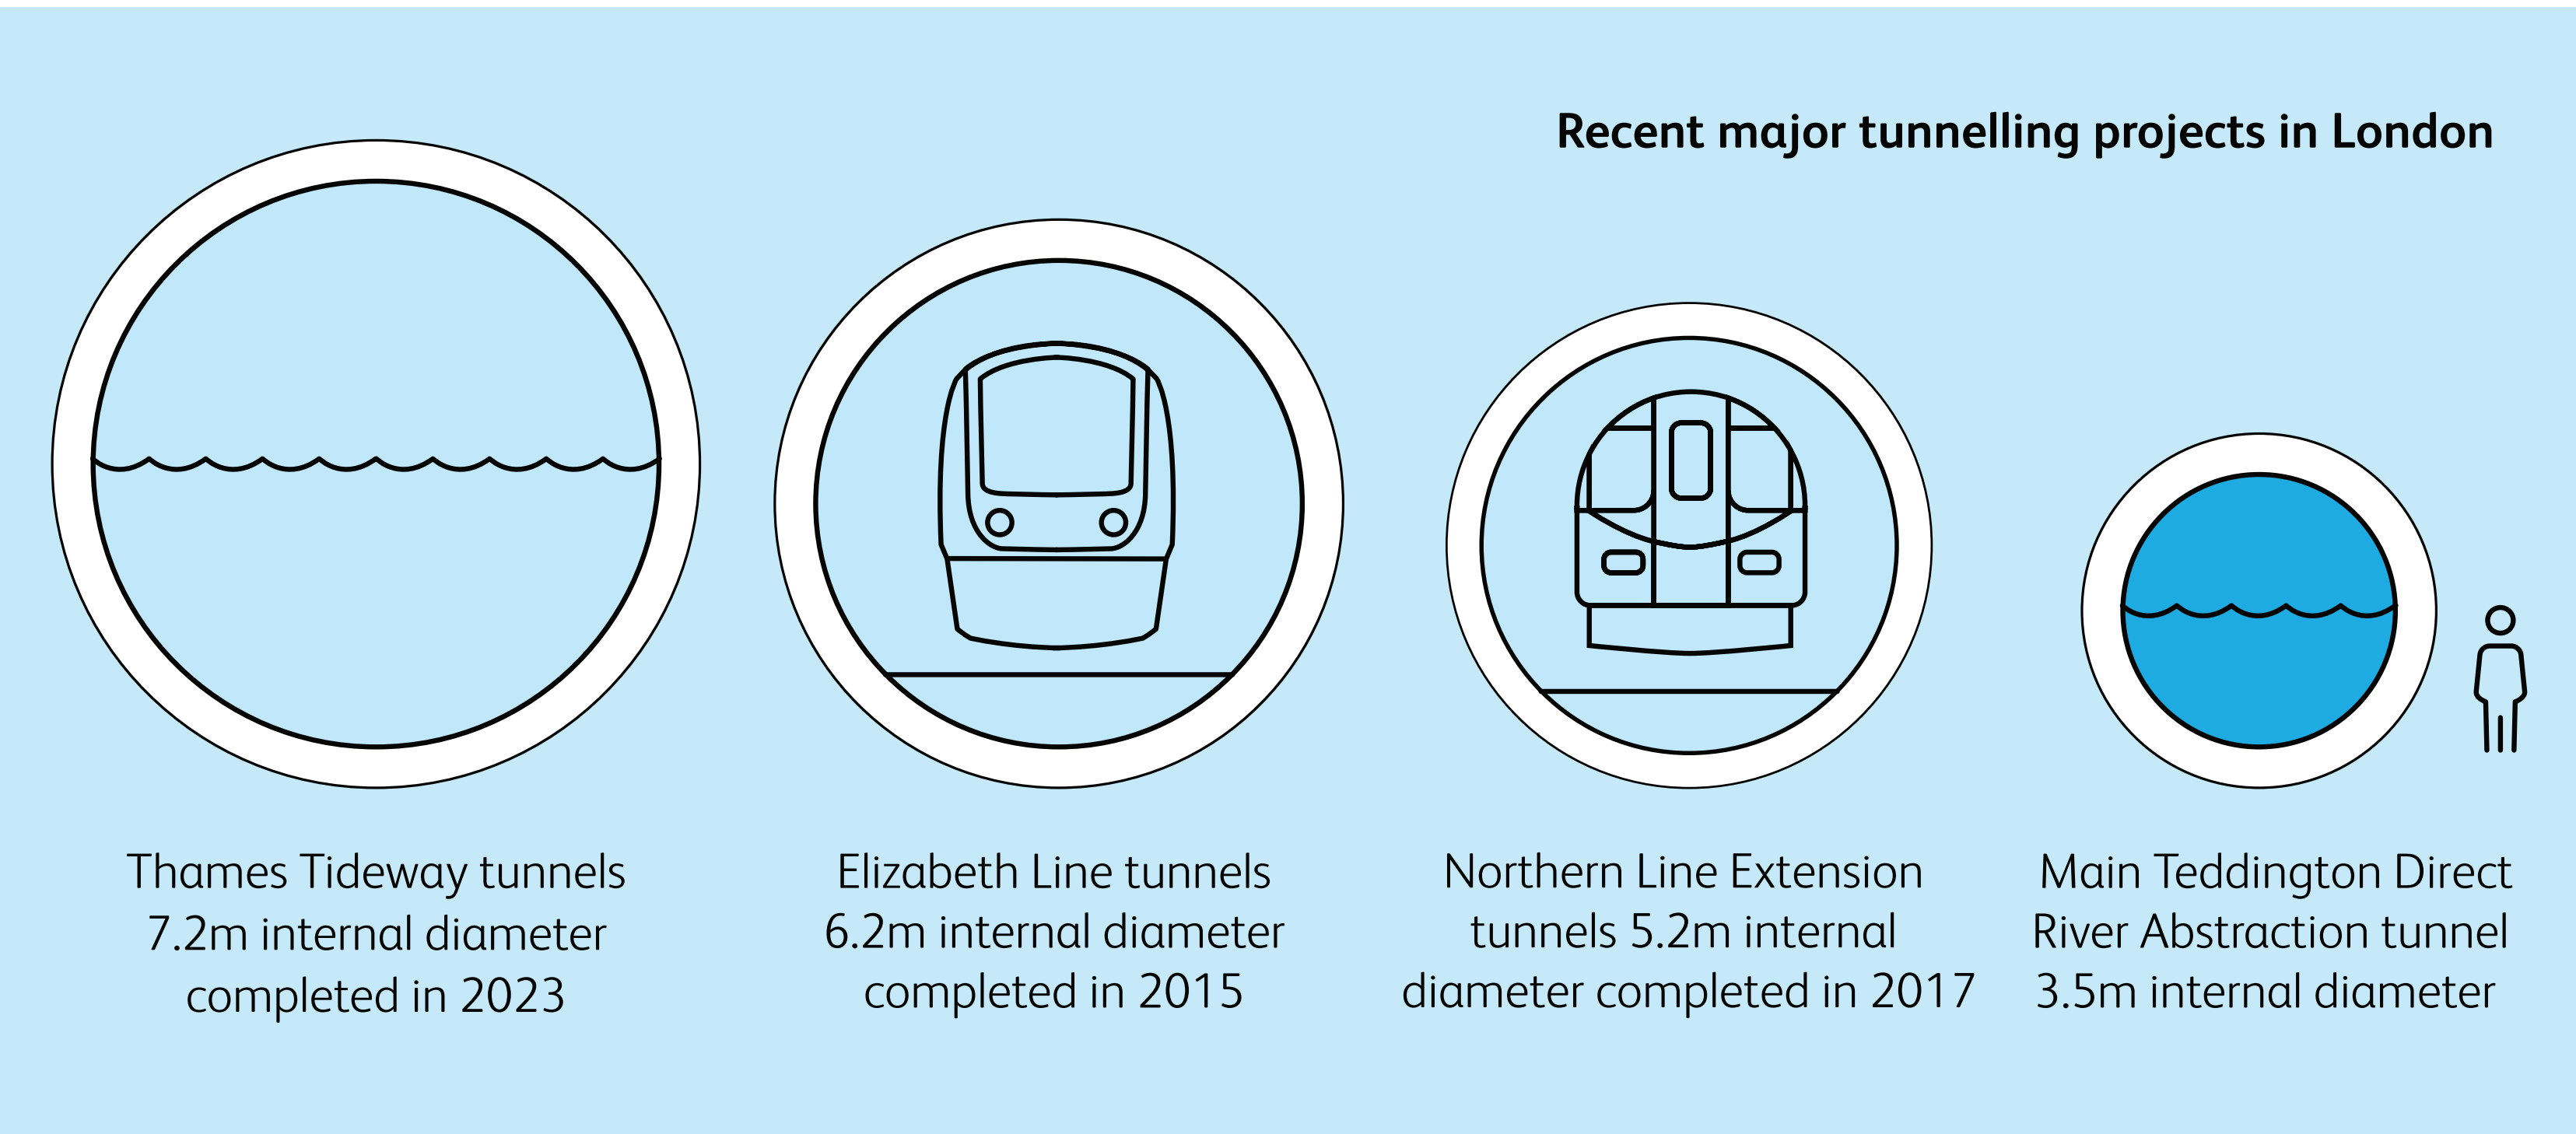 Recent major tunnelling projects in London
Thames Tideway tunnels
7.2m internal diameter
completed in 2023
Elizabeth Line tunnels
6.2m internal diameter
completed in 2015
Northern Line Extension
tunnels 5.2m internal
diameter completed in 2017
Main Teddington Direct
River Abstraction tunnel
3.5m internal diameter